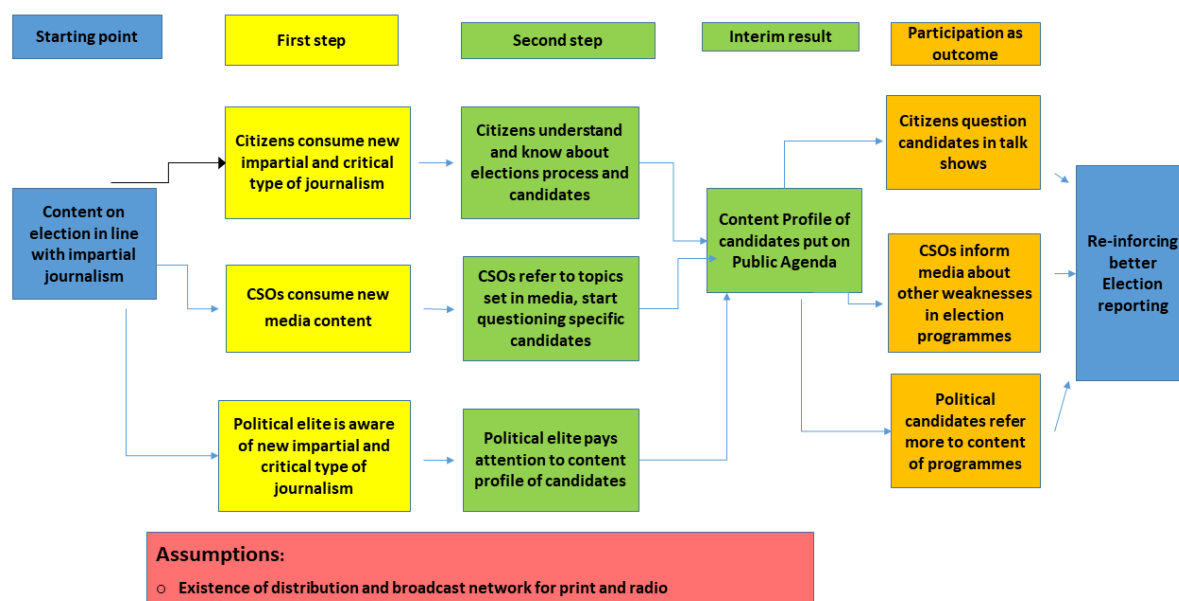 Starting point
First step
Second step
Interim result
Participation as
outcome
Content on
election in line
with impartial
journalism
Citizens consume new
impartial and critical
type of journalism
CSOs consume new
media content
Political elite is aware
of new impartial and
critical type of
journalism
Citizens understand
and know about
elections process and
candidates
CSOs refer to topics
set in media, start
questioning specific
candidates
Political elite pays
attention to content
profile of candidates
Content Profile of
candidates put on
Public Agenda
Citizens question
candidates in talk
shows
CSOs inform media about
other weaknesses
in election
programmes
Political
candidates refer
more to content
of programmes
Re-inforcing
better
Election
reporting
Assumptions:
o Existence of distribution and broadcast network for print and radio